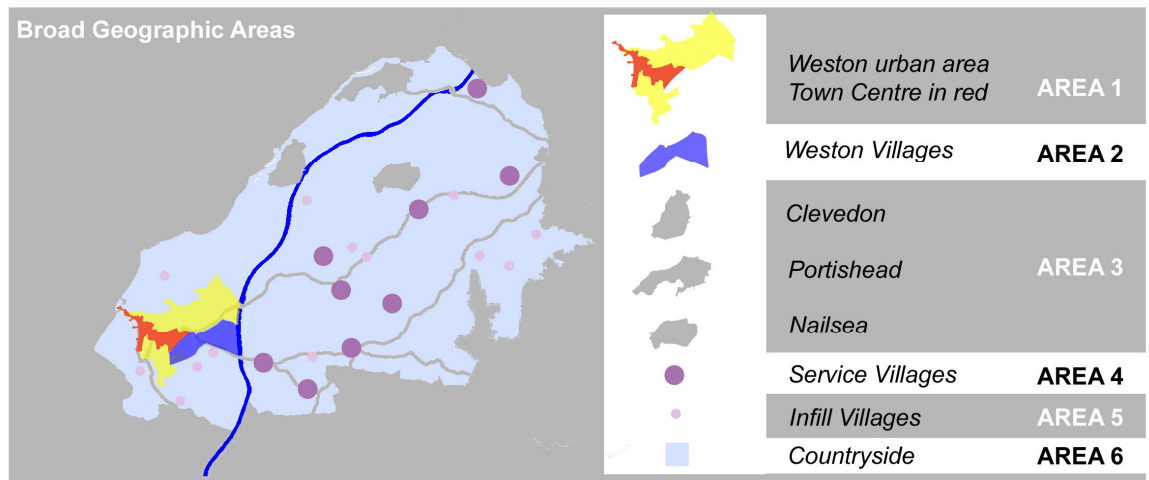 Broad Geographic Areas
Weston urban area
Town Centre in red
AREA 1
Weston Villages
AREA 2
Clevedon
Portishead
AREA 3
Nailsea
Service Villages
AREA 4
Infill Villages
AREA 5
Countryside
AREA 6